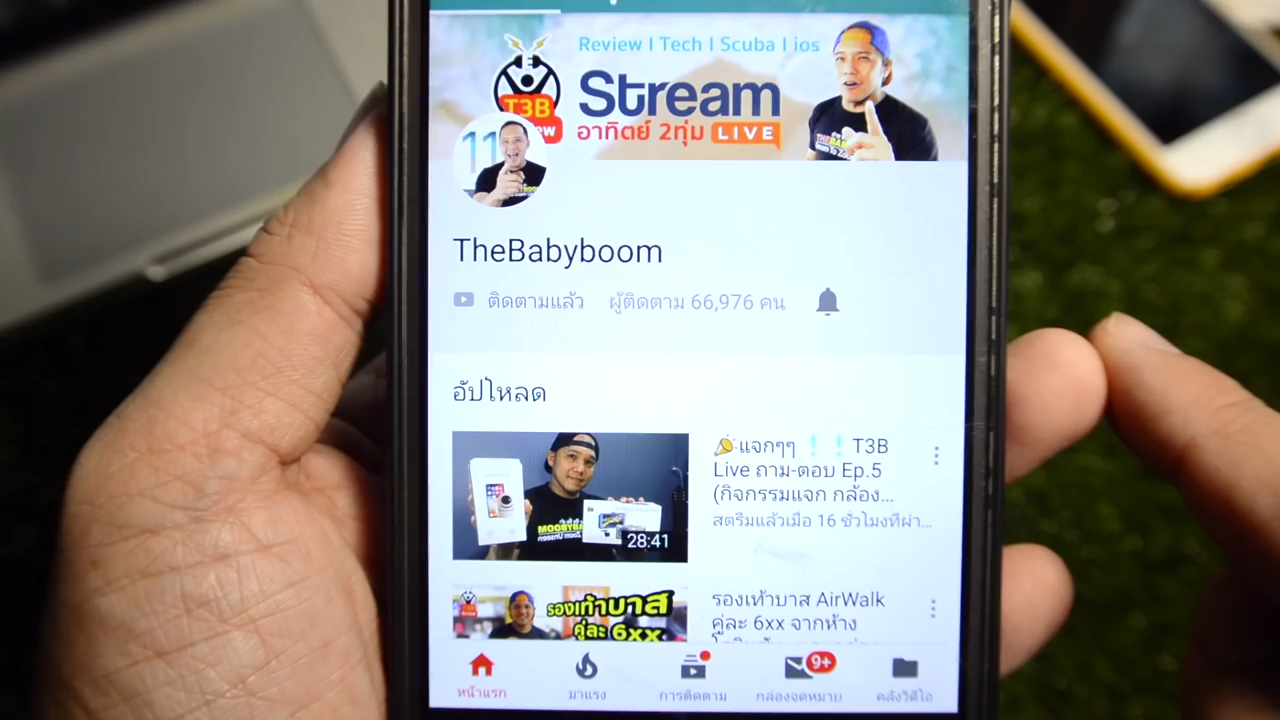 Review | Tech | Scuba | ios
Stream
อาทิตย์ 2ทุ่ม LIVE
T3B
11
TheBabyboom
ติดตามแล้ว ผู้ติดตาม 66,976 คน
อัปโหลด
แจกๆๆ ❕❕ T3B
Live ถาม-ตอบ Ep.5
(กิจกรรมแจก กล้อง...
สตรีมแล้วเมื่อ 16 ชั่วโมงที่ผ่า...
28:41
รองเท้าบาส AirWalk
คู่ละ 6xx จากห้าง
รองเท้าบาส
คู่ละ 6xx
9+
หน้าแรก มาแรง การติดตาม กล่องจดหมาย คลังวิดีโอ